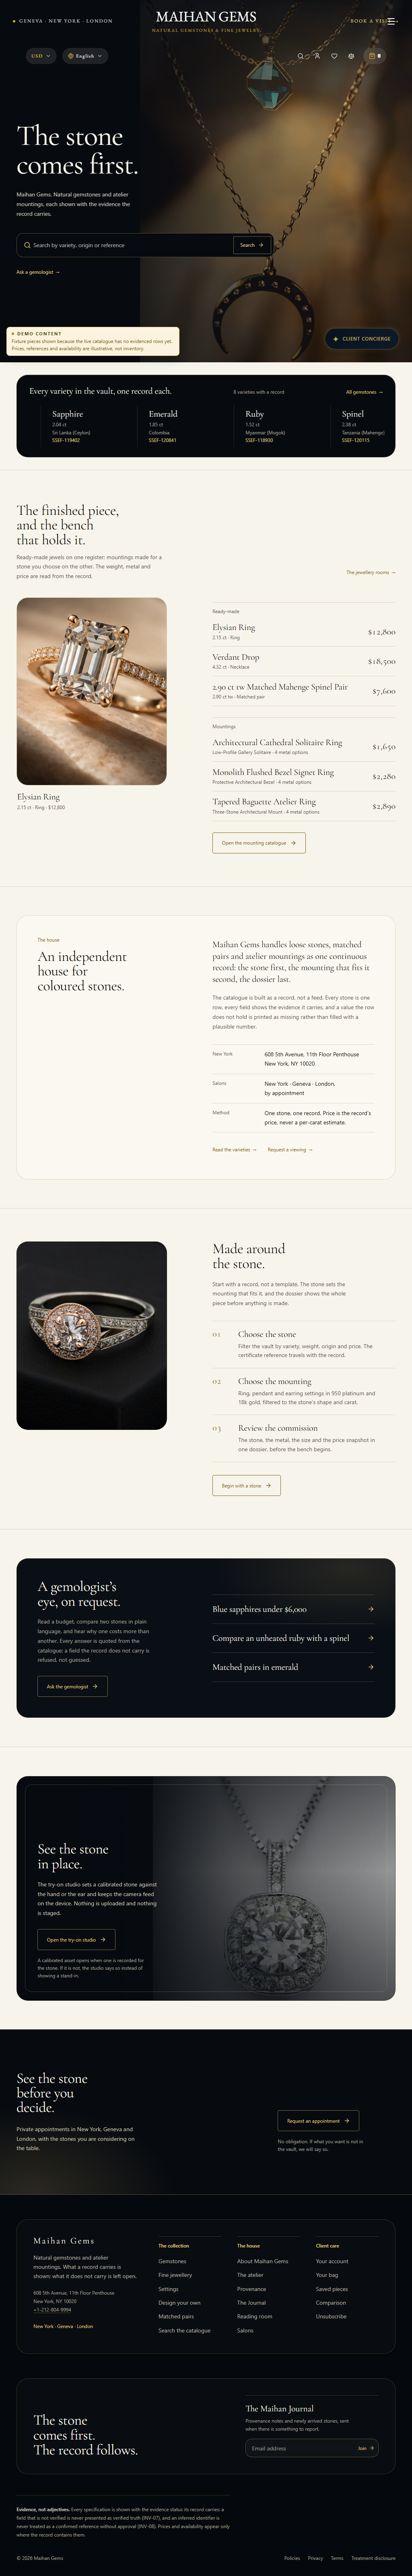 GENEVA · NEW YORK · LONDON
MAIHAN GEMS
NATURAL GEMSTONES & FINE JEWELRY
BOOK A
USD
English
0
The stone
comes first.
Maihan Gems. Natural gemstones and atelier
mountings, each shown with the evidence the
record carries.
Search by variety, origin or reference
Search →
Ask a gemologist →
DEMO CONTENT
Fixture pieces shown because the live catalogue has no evidenced rows yet.
Prices, references and availability are illustrative, not inventory.
CLIENT CONCIERGE
Every variety in the vault, one record each.
8 varieties with a record
All gemstones →
Sapphire
2.04 ct
Sri Lanka (Ceylon)
SSEF-119402
Emerald
1.85 ct
Colombia
SSEF-120841
Ruby
1.52 ct
Myanmar (Mogok)
SSEF-118930
Spinel
2.38 ct
Tanzania (Mahenge)
SSEF-120115
The finished piece,
and the bench
that holds it.
Ready-made jewels on one register; mountings made for a
stone you choose on the other. The weight, metal and
price are read from the record.
The jewellery rooms →
Elysian Ring
2.15 ct · Ring · $12,800
Ready-made
Elysian Ring
2.15 ct · Ring
$12,800
Verdant Drop
4.32 ct · Necklace
$18,500
2.90 ct tw Matched Mahenge Spinel Pair
2.90 ct tw · Matched pair
$7,600
Mountings
Architectural Cathedral Solitaire Ring
Low-Profile Gallery Solitaire · 4 metal options
$1,650
Monolith Flushed Bezel Signet Ring
Protective Architectural Bezel · 4 metal options
$2,280
Tapered Baguette Atelier Ring
Three-Stone Architectural Mount · 4 metal options
$2,890
Open the mounting catalogue →
The house
An independent
house for
coloured stones.
Maihan Gems handles loose stones, matched
pairs and atelier mountings as one continuous
record: the stone first, the mounting that fits it
second, the dossier last.
The catalogue is built as a record, not a feed. Every stone is one
row, every field shows the evidence it carries, and a value the row
does not hold is printed as missing rather than filled with a
plausible number.
New York
608 5th Avenue, 11th Floor Penthouse
New York, NY 10020
Salons
New York · Geneva · London,
by appointment
Method
One stone, one record. Price is the record's
price, never a per-carat estimate.
Read the varieties →
Request a viewing →
Made around
the stone.
Start with a record, not a template. The stone sets the
mounting that fits it, and the dossier shows the whole
piece before anything is made.
01
Choose the stone
Filter the vault by variety, weight, origin and price. The
certificate reference travels with the record.
02
Choose the mounting
Ring, pendant and earring settings in 950 platinum and
18k gold, filtered to the stone's shape and carat.
03
Review the commission
The stone, the metal, the size and the price snapshot in
one dossier, before the bench begins.
Begin with a stone →
A gemologist's
eye, on request.
Read a budget, compare two stones in plain
language, and hear why one costs more than
another. Every answer is quoted from the
catalogue; a field the record does not carry is
refused, not guessed.
Ask the gemologist →
Blue sapphires under $6,000 →
Compare an unheated ruby with a spinel →
Matched pairs in emerald →
See the stone
in place.
The try-on studio sets a calibrated stone against
the hand or the ear and keeps the camera feed
on the device. Nothing is uploaded and nothing
is staged.
Open the try-on studio →
A calibrated asset opens when one is recorded for
the stone. If it is not, the studio says so instead of
showing a stand-in.
See the stone
before you
decide.
Private appointments in New York, Geneva and
London, with the stones you are considering on
the table.
Request an appointment →
No obligation. If what you want is not in
the vault, we will say so.
Maihan Gems
Natural gemstones and atelier
mountings. What a record carries is
shown; what it does not carry is left open.
608 5th Avenue, 11th Floor Penthouse
New York, NY 10020
+1-212-804-9994
New York · Geneva · London
The collection
Gemstones
Fine jewellery
Settings
Design your own
Matched pairs
Search the catalogue
The house
About Maihan Gems
The atelier
Provenance
The Journal
Reading room
Salons
Client care
Your account
Your bag
Saved pieces
Comparison
Unsubscribe
The stone
comes first.
The record follows.
The Maihan Journal
Provenance notes and newly arrived stones, sent
when there is something to report.
Email address
Join →
Evidence, not adjectives. Every specification is shown with the evidence status its record carries: a
field that is not verified is never presented as verified truth (INV-07), and an inferred identifier is
never treated as a confirmed reference without approval (INV-08). Prices and availability appear only
where the record contains them.
© 2026 Maihan Gems
Policies
Privacy
Terms
Treatment disclosure